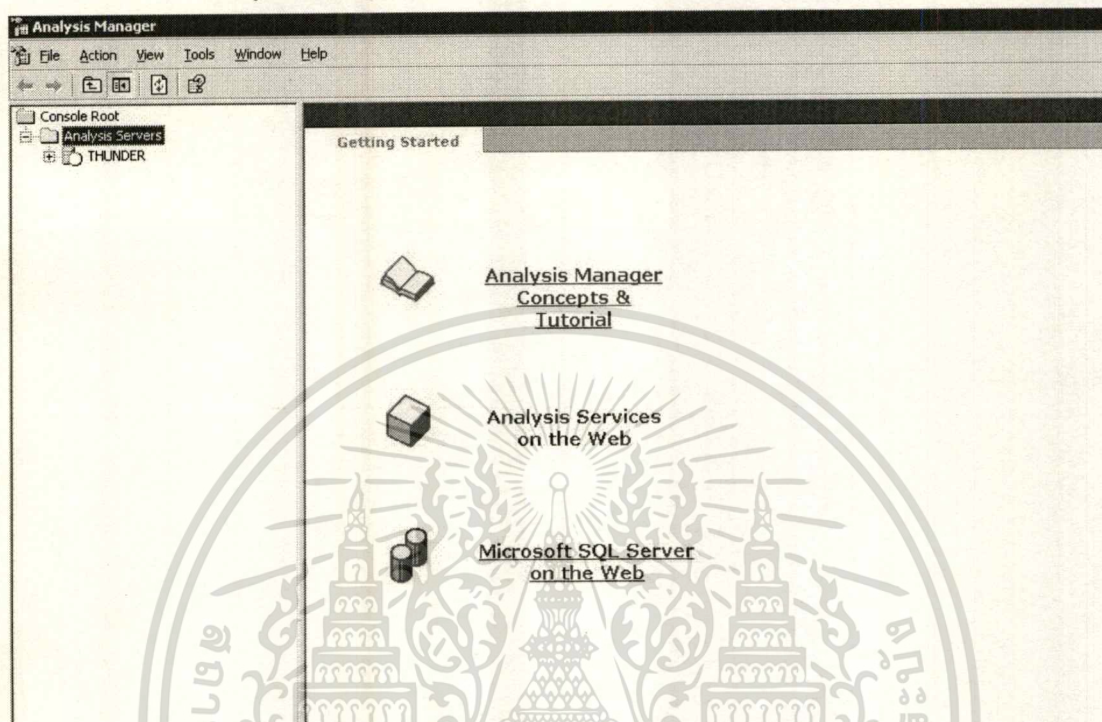 Analysis Manager
File Action View Tools Window Help
Console Root
Analysis Servers
THUNDER
Getting Started
Analysis Manager
Concepts &
Tutorial
Analysis Services
on the Web
Microsoft SQL Server
on the Web